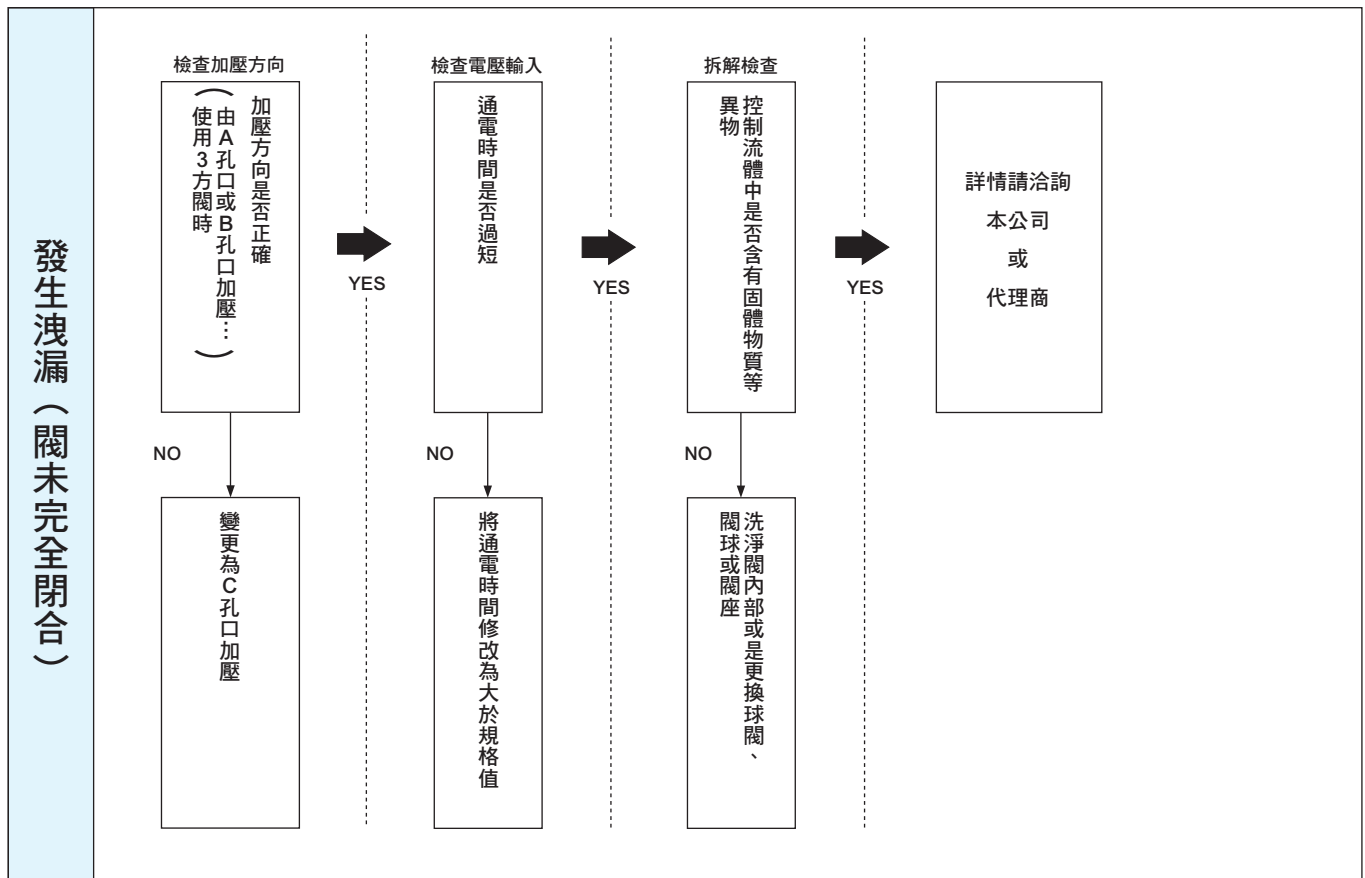 發生洩漏（閥未完全閉合）
檢查加壓方向
加壓方向是否正確
（由A孔口或B孔口加壓…
使用3方閥時）
YES
NO
變更為C孔口加壓
檢查電壓輸入
通電時間是否過短
YES
NO
將通電時間修改為大於規格值
拆解檢查
控制流體中是否含有固體物質等
異物
YES
NO
洗淨閥內部或是更換球閥、
閥球或閥座
詳情請洽詢
本公司
或
代理商